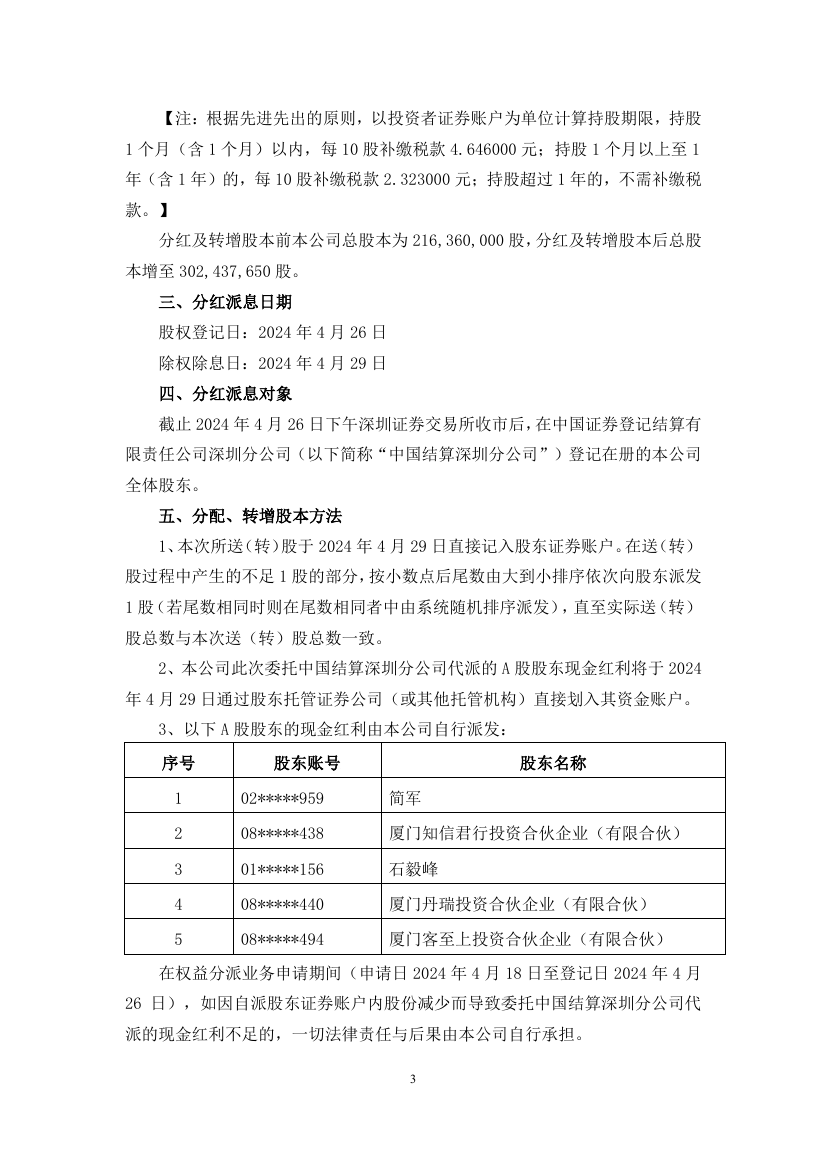 【注：根据先进先出的原则，以投资者证券账户为单位计算持股期限，持股
1 个月（含 1 个月）以内，每 10 股补缴税款 4.646000 元；持股 1 个月以上至 1
年（含 1 年）的，每 10 股补缴税款 2.323000 元；持股超过 1 年的，不需补缴税
款。】
分红及转增股本前本公司总股本为 216,360,000 股，分红及转增股本后总股
本增至 302,437,650 股。
三、分红派息日期
股权登记日：2024 年 4 月 26 日
除权除息日：2024 年 4 月 29 日
四、分红派息对象
截止 2024 年 4 月 26 日下午深圳证券交易所收市后，在中国证券登记结算有
限责任公司深圳分公司（以下简称“中国结算深圳分公司”）登记在册的本公司
全体股东。
五、分配、转增股本方法
1、本次所送（转）股于 2024 年 4 月 29 日直接记入股东证券账户。在送（转）
股过程中产生的不足 1 股的部分，按小数点后尾数由大到小排序依次向股东派发
1 股（若尾数相同时则在尾数相同者中由系统随机排序派发），直至实际送（转）
股总数与本次送（转）股总数一致。
2、本公司此次委托中国结算深圳分公司代派的 A 股股东现金红利将于 2024
年 4 月 29 日通过股东托管证券公司（或其他托管机构）直接划入其资金账户。
3、以下 A 股股东的现金红利由本公司自行派发：
序号 股东账号 股东名称
1 02*****959 简军
2 08*****438 厦门知信君行投资合伙企业（有限合伙）
3 01*****156 石毅峰
4 08*****440 厦门丹瑞投资合伙企业（有限合伙）
5 08*****494 厦门客至上投资合伙企业（有限合伙）
在权益分派业务申请期间（申请日 2024 年 4 月 18 日至登记日 2024 年 4 月
26 日），如因自派股东证券账户内股份减少而导致委托中国结算深圳分公司代
派的现金红利不足的，一切法律责任与后果由本公司自行承担。
3